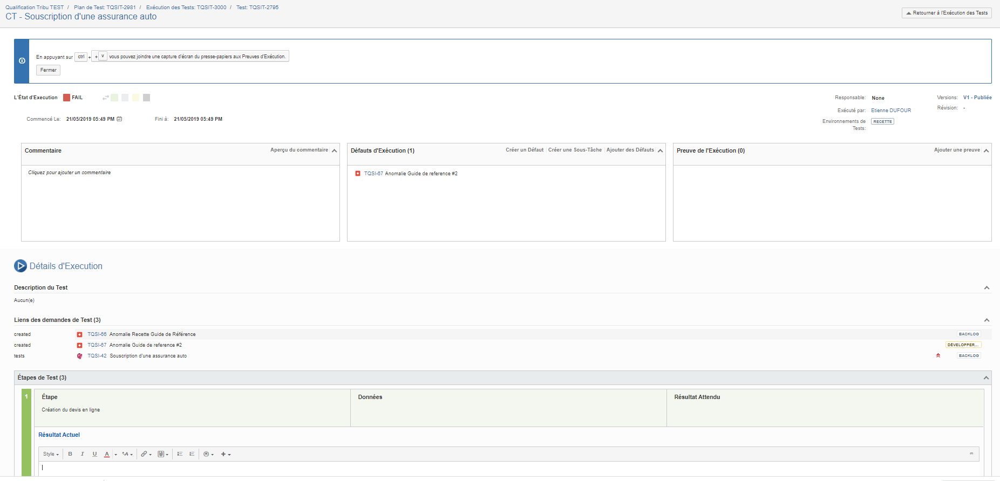 Qualification Tribu TEST / Plan de Test: TQSIT-2981 / Exécution des Tests: TQSIT-3000 / Test: TQSIT-2795
CT - Souscription d'une assurance auto
Retourner à l'Exécution des Tests
En appuyant sur ctrl + + v vous pouvez joindre une capture d'écran du presse-papiers aux Preuves d'Exécution.
Fermer
L'État d'Execution FAIL
Responsable: None
Versions: V1 - Publiée
Exécuté par: Etienne DUFOUR
Révision: -
Environnements de Tests: RECETTE
Commencé Le: 21/05/2019 05:49 PM
Fini à: 21/05/2019 05:49 PM
Commentaire Aperçu du commentaire
Cliquez pour ajouter un commentaire
Défauts d'Exécution (1) Créer un Défaut Créer une Sous-Tâche Ajouter des Défauts
TQSI-67 Anomalie Guide de reference #2
Preuve de l'Exécution (0) Ajouter une preuve
Détails d'Execution
Description du Test
Aucun(e)
Liens des demandes de Test (3)
created TQSI-66 Anomalie Recette Guide de Référence BACKLOG
created TQSI-67 Anomalie Guide de reference #2 DÉVELOPPER...
tests TQSI-42 Souscription d'une assurance auto BACKLOG
Étapes de Test (3)
1 Étape Données Résultat Attendu
Création du devis en ligne
Résultat Actuel
Style B I U A ªA